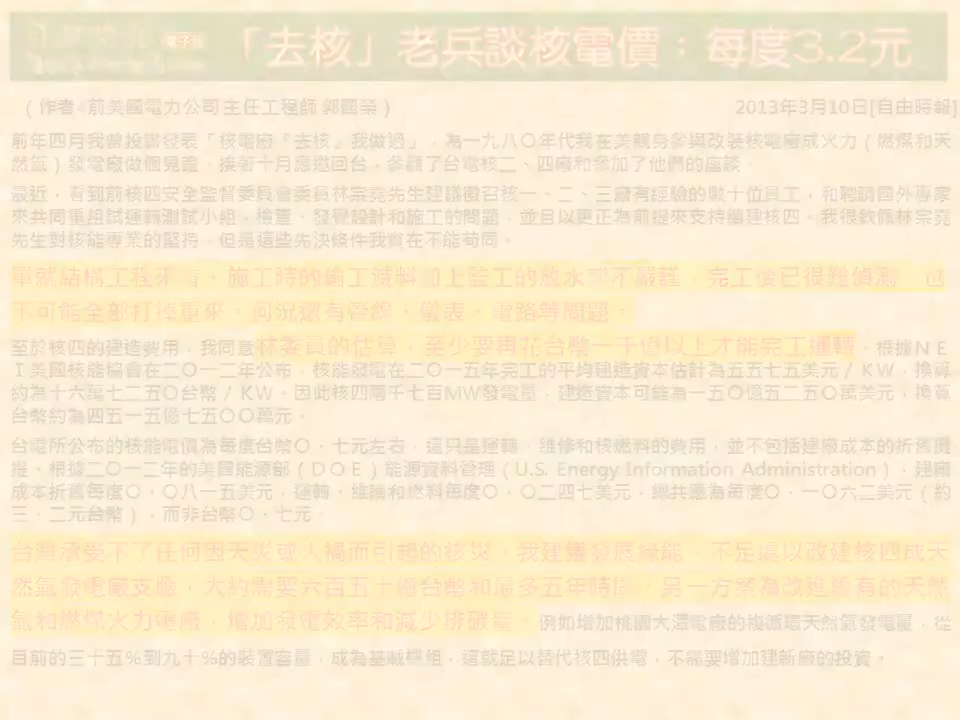 「去核」老兵談核電價：每度3.2元
（作者 前美國電力公司主任工程師 郭國榮）
2013年3月10日[自由時報]
前年四月我曾投書發表「核電廠『去核』我做過」，為一九八〇年代我在美親身參與改裝核電廠成火力（燃煤和天
然氣）發電廠做個見證。接著十月應邀回台，參觀了台電核二、四廠和參加了他們的座談。
最近，看到前核四安全監督委員會委員林宗堯先生建議徵召核一、二、三廠有經驗的數十位員工，和聘請國外專家
來共同重組試運轉測試小組，檢查、發覺設計和施工的問題，並且以更正為前提來支持續建核四。我很欽佩林宗堯
先生對核能專業的堅持，但是這些先決條件我實在不能苟同。
單就結構工程來看，施工時的偷工減料加上監工的放水或不嚴謹，完工後已很難偵測，也
不可能全部打掉重來。何況還有管線、儀表、電路等問題。
至於核四的建造費用，我同意林委員的估算，至少要再花台幣一千億以上才能完工運轉。根據ＮＥ
Ｉ美國核能協會在二〇一二年公布，核能發電在二〇一五年完工的平均建造資本估計為五五七五美元／ＫＷ，換算
約為十六萬七二五〇台幣／ＫＷ。因此核四兩千七百MW發電量，建造資本可能為一五〇億五二五〇萬美元，換算
台幣約為四五一五億七五〇〇萬元。
台電所公布的核能電價為每度台幣〇．七元左右，這只是運轉、維修和核燃料的費用，並不包括建廠成本的折舊攤
提。根據二〇一二年的美國能源部（ＤＯＥ）能源資料管理（U.S. Energy Information Administration），建國
成本折舊每度〇．〇八一五美元，運轉、維護和燃料每度〇．〇二四七美元，總共應為每度〇．一〇六二美元（約
三．二元台幣），而非台幣〇．七元。
台灣承受不了任何因天災或人禍而引起的核災，我建議發展綠能，不足處以改建核四成天
然氣發電廠支應，大約需要六百五十億台幣和最多五年時間。另一方案為改進舊有的天然
氣和燃煤火力電廠，增加發電效率和減少排碳量。例如增加桃園大潭電廠的複循環天然氣發電量，從
目前的三十五％到九十％的裝置容量，成為基載機組，這就足以替代核四供電，不需要增加建新廠的投資。